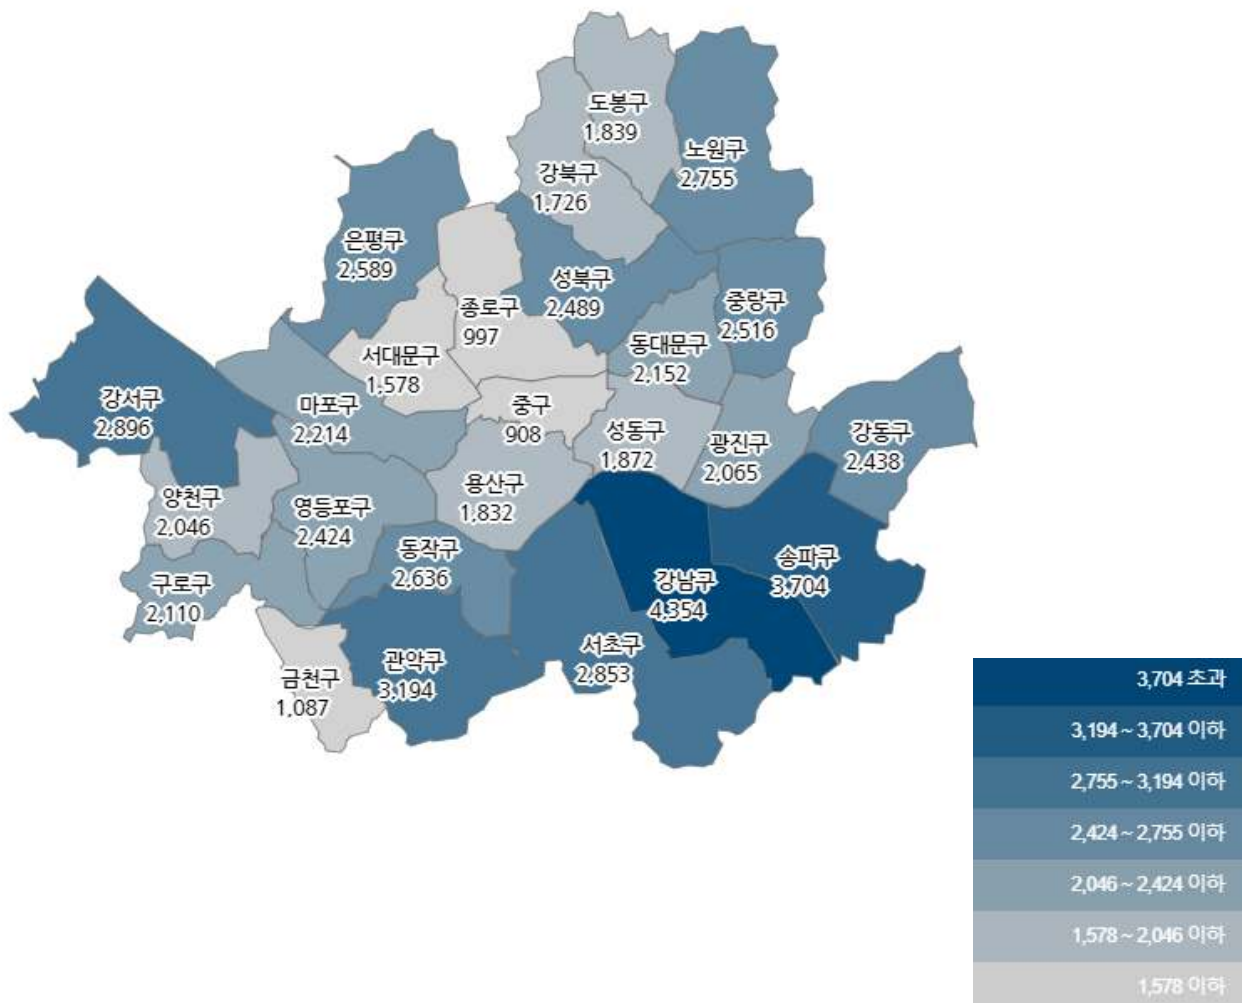 도봉구
1,839
노원구
2,755
강북구
1,726
은평구
2,589
성북구
2,489
종로구
997
중랑구
2,516
서대문구
1,578
동대문구
2,152
강서구
2,896
마포구
2,214
중구
908
성동구
1,872
광진구
2,065
강동구
2,438
양천구
2,046
영등포구
2,424
용산구
1,832
구로구
2,110
동작구
2,636
강남구
4,354
송파구
3,704
금천구
1,087
관악구
3,194
서초구
2,853
3,704 초과
3,194 ~ 3,704 이하
2,755 ~ 3,194 이하
2,424 ~ 2,755 이하
2,046 ~ 2,424 이하
1,578 ~ 2,046 이하
1,578 이하